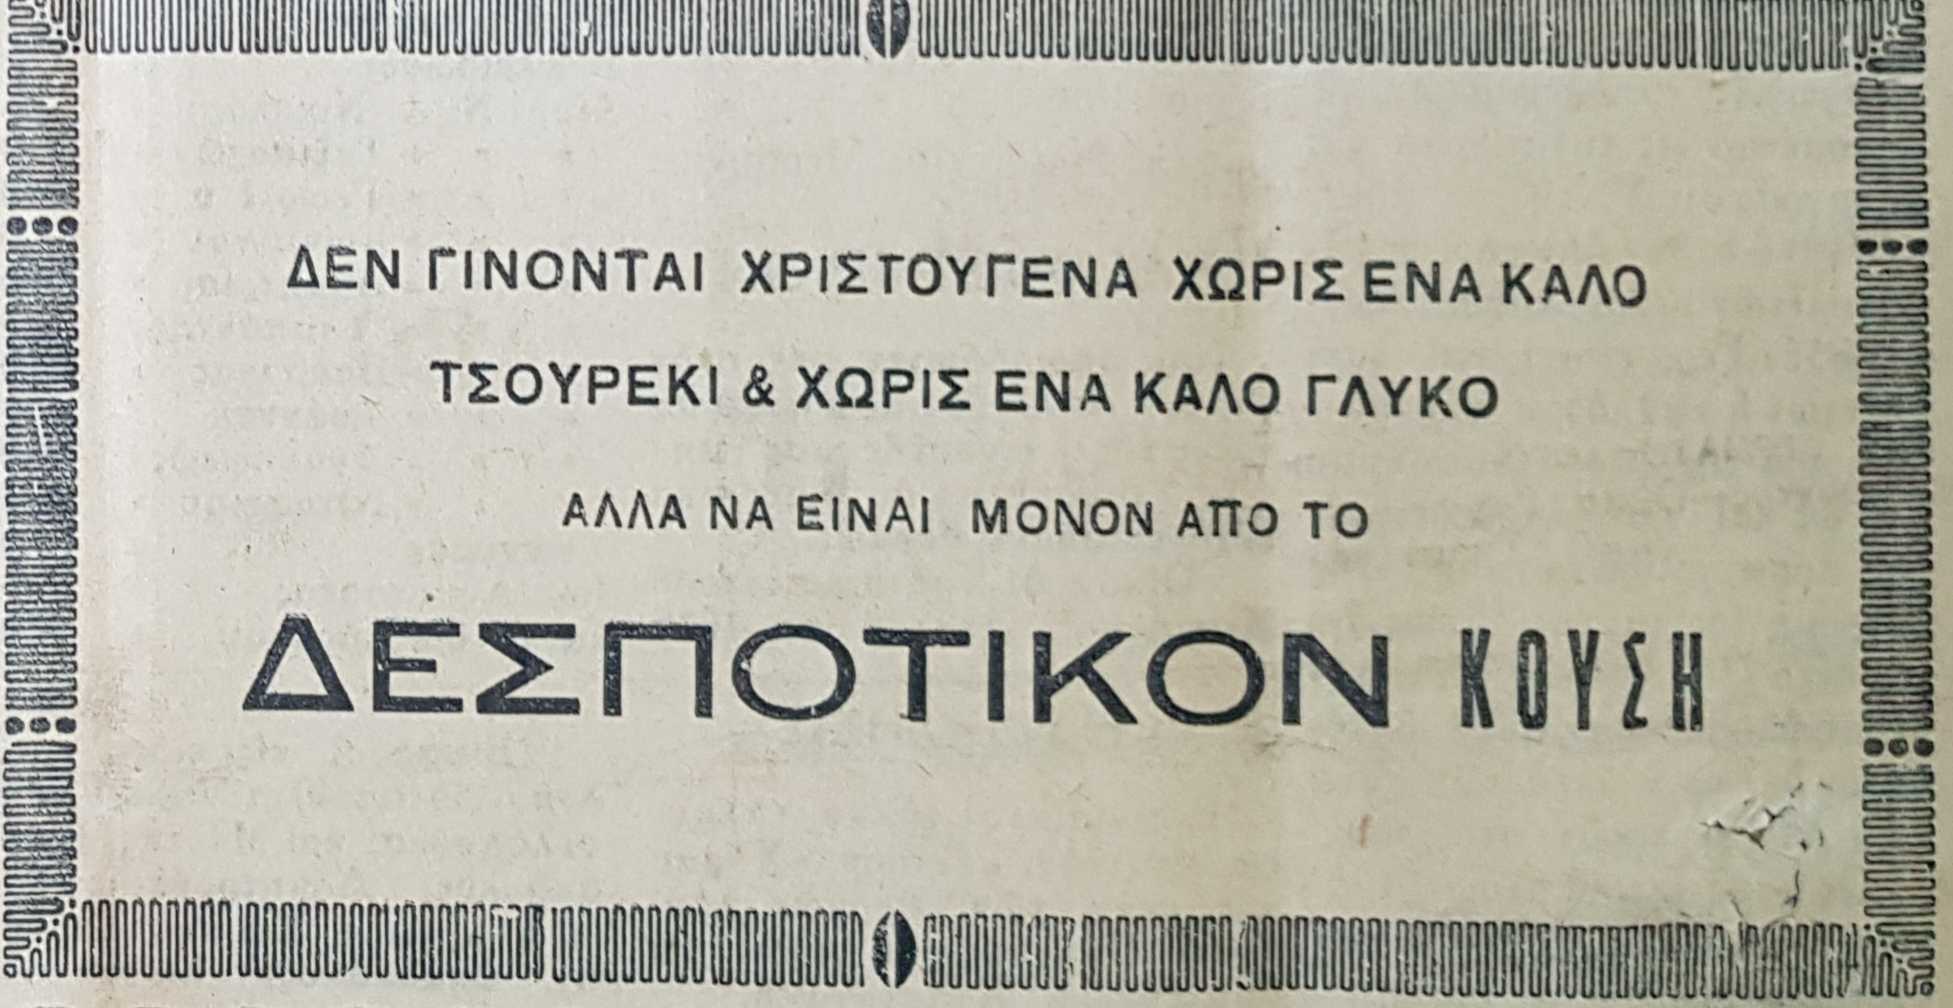 ΔΕΝ ΓΙΝΟΝΤΑΙ ΧΡΙΣΤΟΥΓΕΝΑ ΧΩΡΙΣ ΕΝΑ ΚΑΛΟ
ΤΣΟΥΡΕΚΙ & ΧΩΡΙΣ ΕΝΑ ΚΑΛΟ ΓΛΥΚΟ
ΑΛΛΑ ΝΑ ΕΙΝΑΙ ΜΟΝΟΝ ΑΠΟ ΤΟ
ΔΕΣΠΟΤΙΚΟΝ ΚΟΥΣΗ